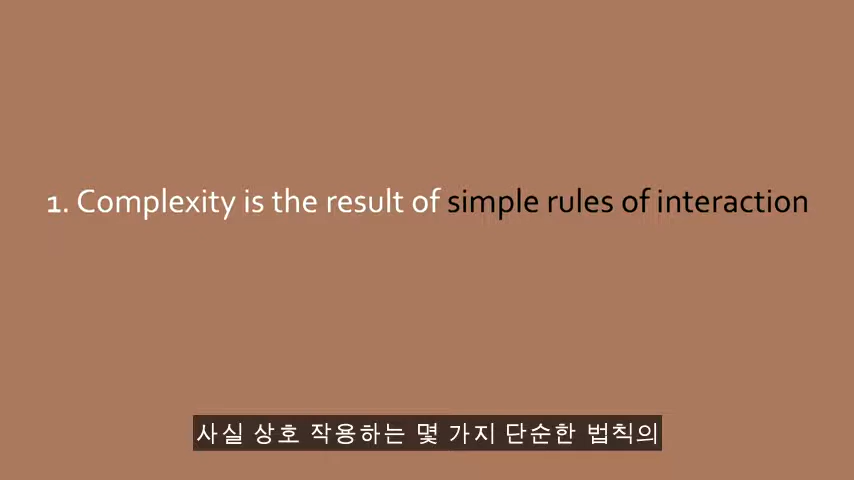 1. Complexity is the result of simple rules of interaction
사실 상호 작용하는 몇 가지 단순한 법칙의